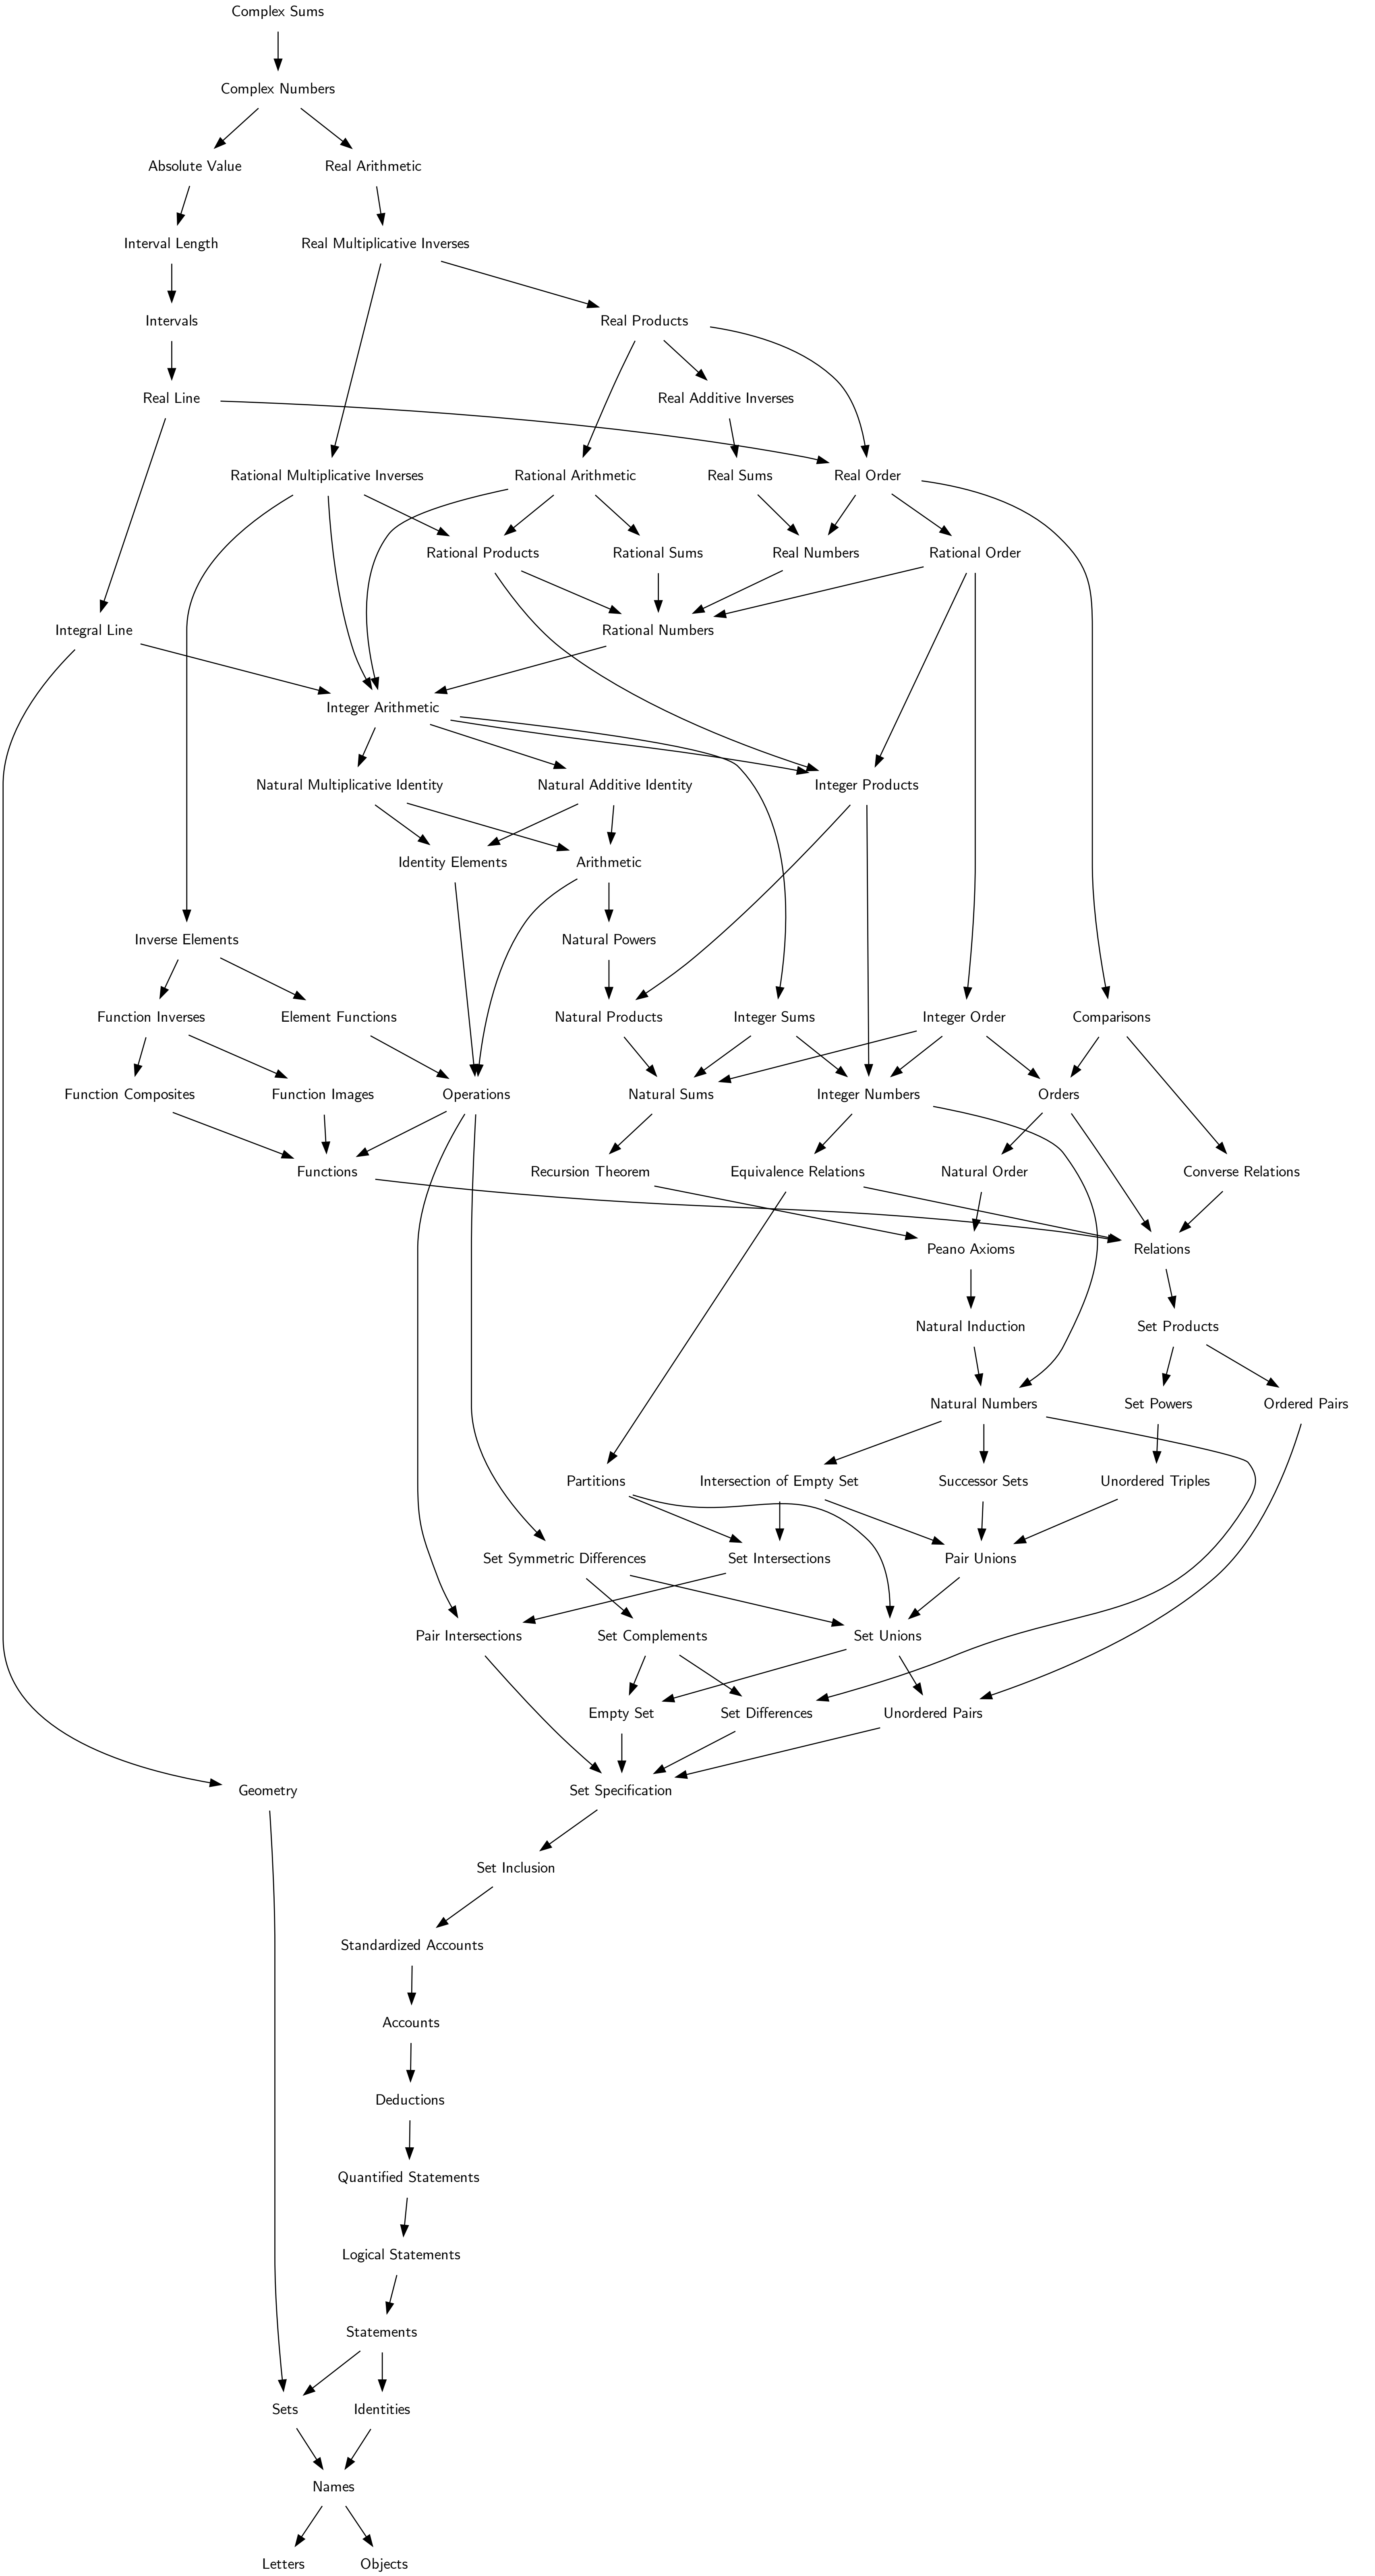 Complex Sums
Complex Numbers
Absolute Value
Real Arithmetic
Interval Length
Real Multiplicative Inverses
Intervals
Real Products
Real Line
Real Additive Inverses
Rational Multiplicative Inverses
Rational Arithmetic
Real Sums
Real Order
Rational Products
Rational Sums
Real Numbers
Rational Order
Integral Line
Rational Numbers
Integer Arithmetic
Natural Multiplicative Identity
Natural Additive Identity
Integer Products
Identity Elements
Arithmetic
Inverse Elements
Natural Powers
Function Inverses
Element Functions
Natural Products
Integer Sums
Integer Order
Comparisons
Function Composites
Function Images
Operations
Natural Sums
Integer Numbers
Orders
Functions
Recursion Theorem
Equivalence Relations
Natural Order
Converse Relations
Peano Axioms
Relations
Natural Induction
Set Products
Natural Numbers
Set Powers
Ordered Pairs
Partitions
Intersection of Empty Set
Successor Sets
Unordered Triples
Set Symmetric Differences
Set Intersections
Pair Unions
Pair Intersections
Set Complements
Set Unions
Empty Set
Set Differences
Unordered Pairs
Geometry
Set Specification
Set Inclusion
Standardized Accounts
Accounts
Deductions
Quantified Statements
Logical Statements
Statements
Sets
Identities
Names
Letters
Objects